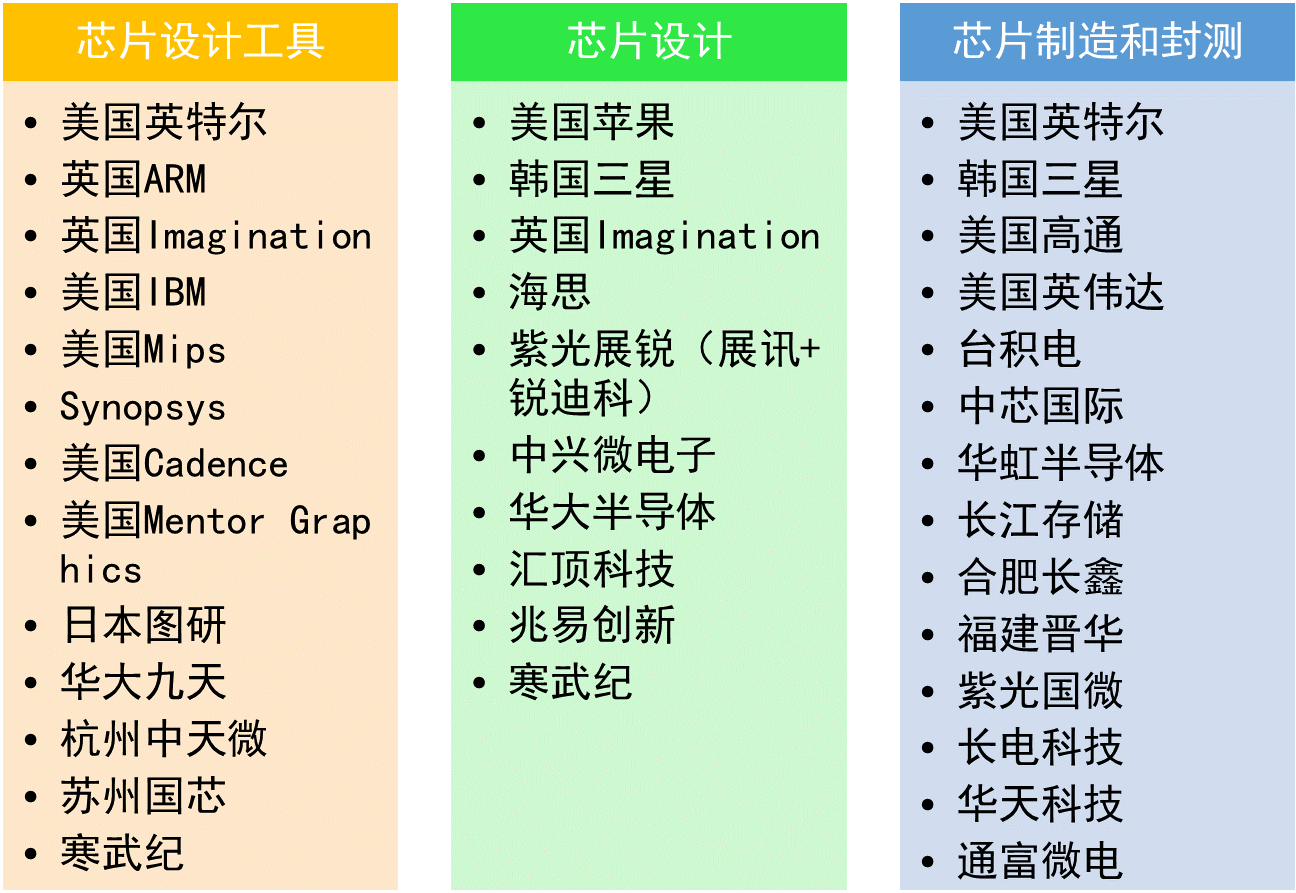 芯片设计工具
• 美国英特尔
• 英国ARM
• 英国Imagination
• 美国IBM
• 美国Mips
• Synopsys
• 美国Cadence
• 美国Mentor Grap
hics
• 日本图研
• 华大九天
• 杭州中天微
• 苏州国芯
• 寒武纪
芯片设计
• 美国苹果
• 韩国三星
• 英国Imagination
• 海思
• 紫光展锐（展讯+
锐迪科）
• 中兴微电子
• 华大半导体
• 汇顶科技
• 兆易创新
• 寒武纪
芯片制造和封测
• 美国英特尔
• 韩国三星
• 美国高通
• 美国英伟达
• 台积电
• 中芯国际
• 华虹半导体
• 长江存储
• 合肥长鑫
• 福建晋华
• 紫光国微
• 长电科技
• 华天科技
• 通富微电